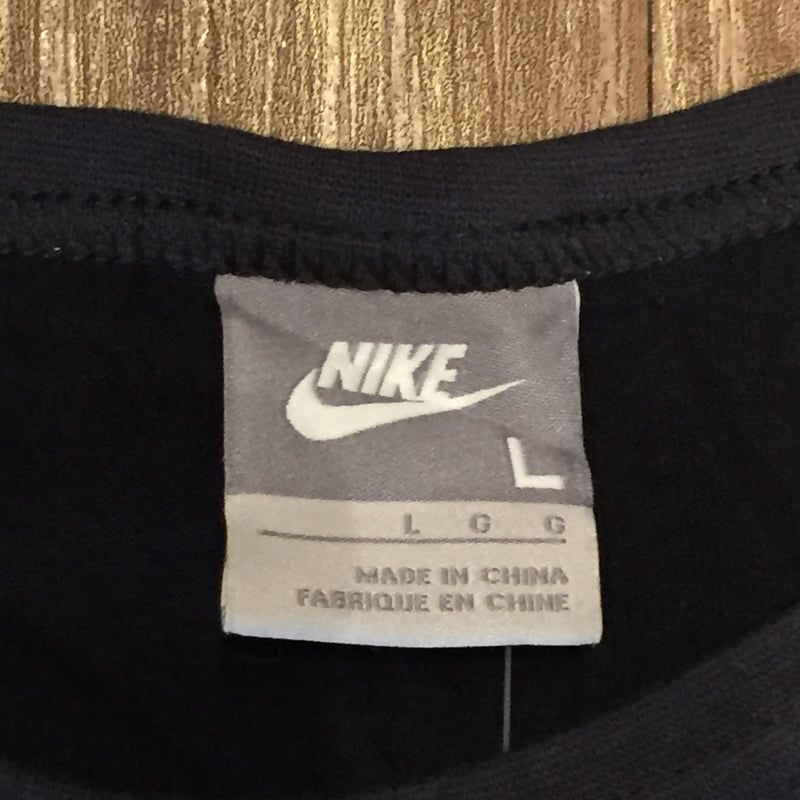 NIKE
L
L G G
MADE IN CHINA
FABRIQUE EN CHINE